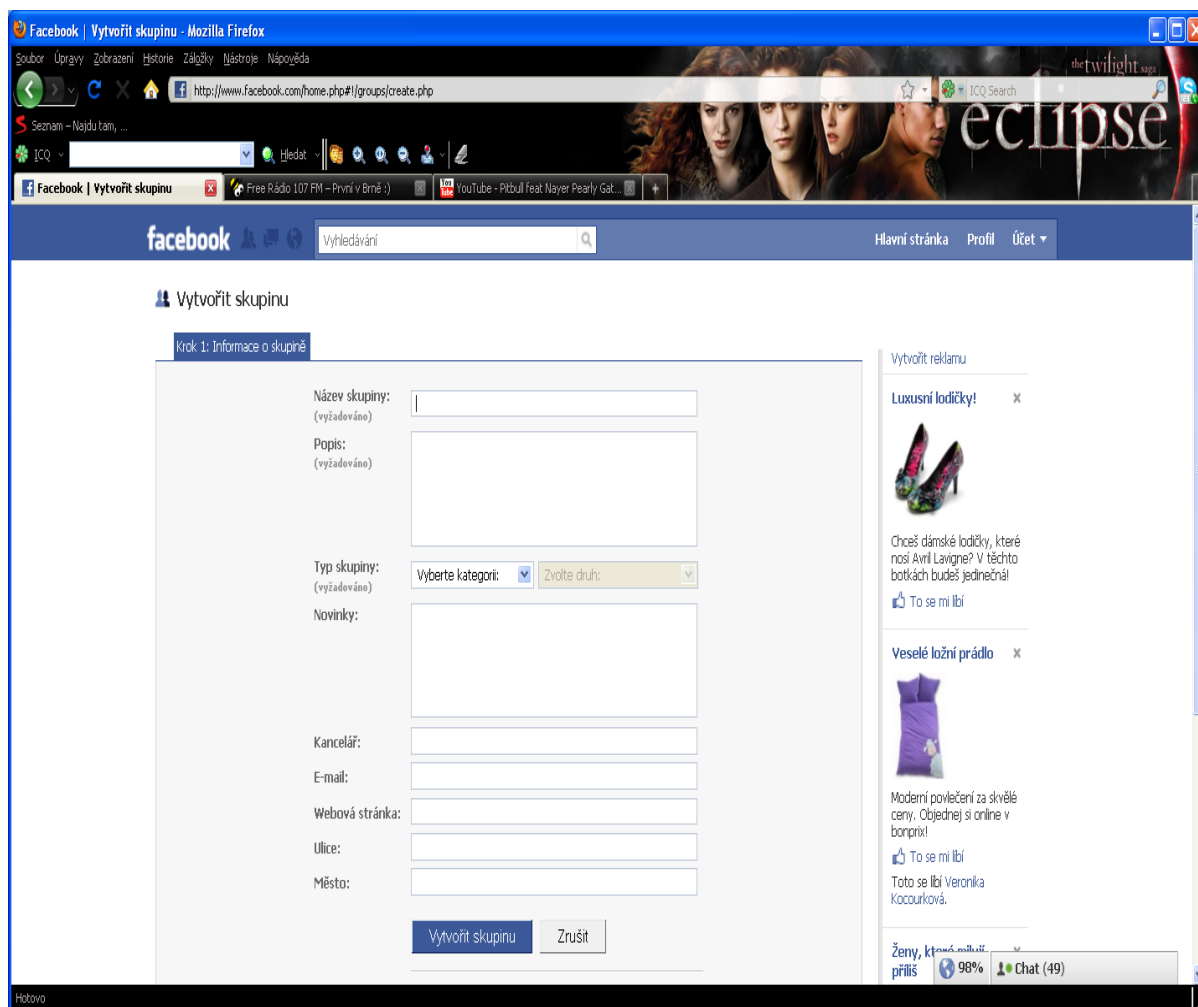 Facebook | Vytvořit skupinu - Mozilla Firefox
Soubor Úpravy Zobrazení Historie Záložky Nástroje Nápověda
the twilight saga
eclipse
http://www.facebook.com/home.php#!/groups/create.php
ICQ Search
Seznam – Najdu tam, ...
ICQ
Hledat
Facebook | Vytvořit skupinu
Free Rádio 107 FM – První v Brně :)
You Tube
YouTube - Pitbull feat Nayer Pearly Gat...
facebook
Vyhledávání
Hlavní stránka Profil Účet
Vytvořit skupinu
Krok 1: Informace o skupině
Název skupiny:
(vyžadováno)
Popis:
(vyžadováno)
Typ skupiny:
(vyžadováno)
Vyberte kategorii:
Zvolte druh:
Novinky:
Kancelář:
E-mail:
Webová stránka:
Ulice:
Město:
Vytvořit skupinu
Zrušit
Vytvořit reklamu
Luxusní lodičky!
Chceš dámské lodičky, které
nosí Avril Lavigne? V těchto
botkách budeš jedinečná!
To se mi líbí
Veselé ložní prádlo
Moderní povlečení za skvělé
ceny. Objednej si online v
bonprix!
To se mi líbí
Toto se líbí Veronika
Kocourková.
Ženy, které milují
příliš
98%
Chat (49)
Hotovo